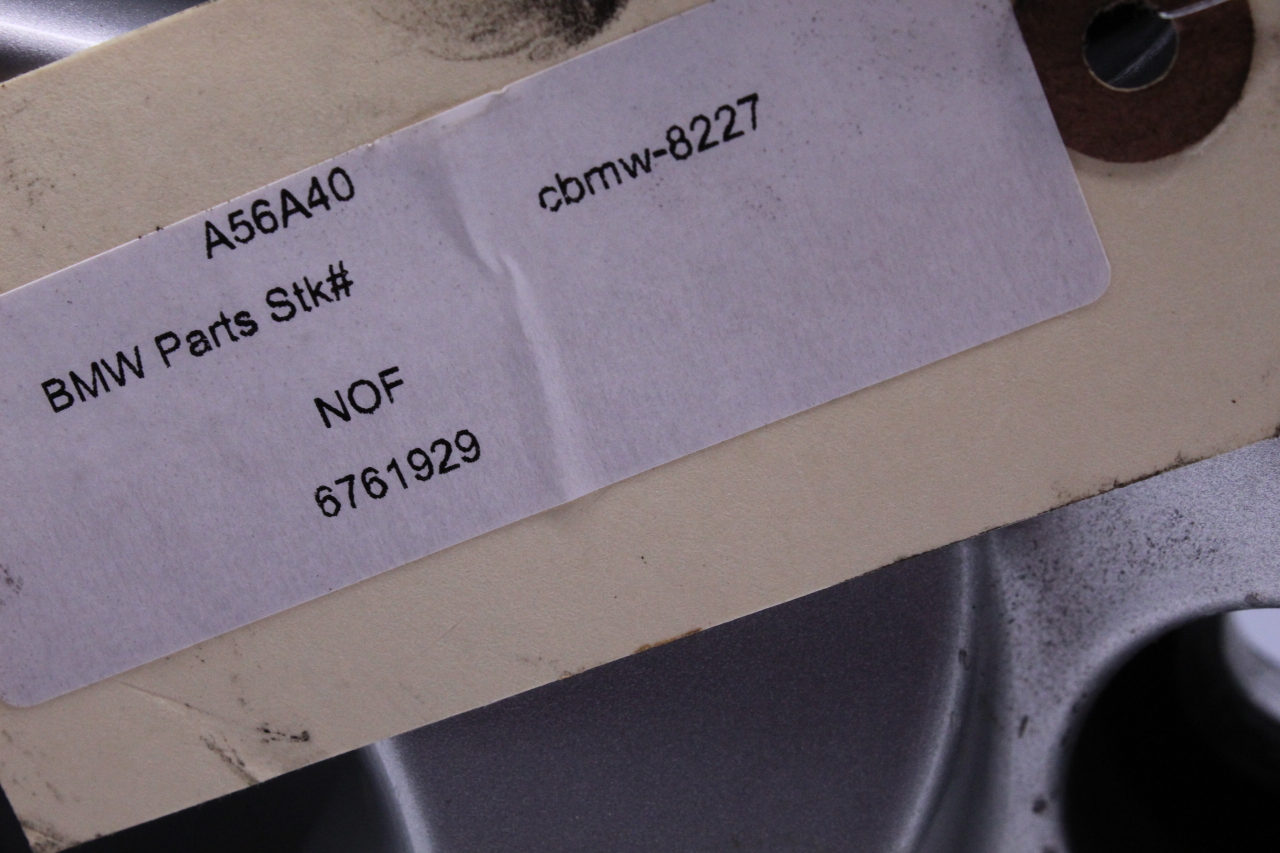 A56A40
cbmw-8227
BMW Parts Stk#
NOF
6761929